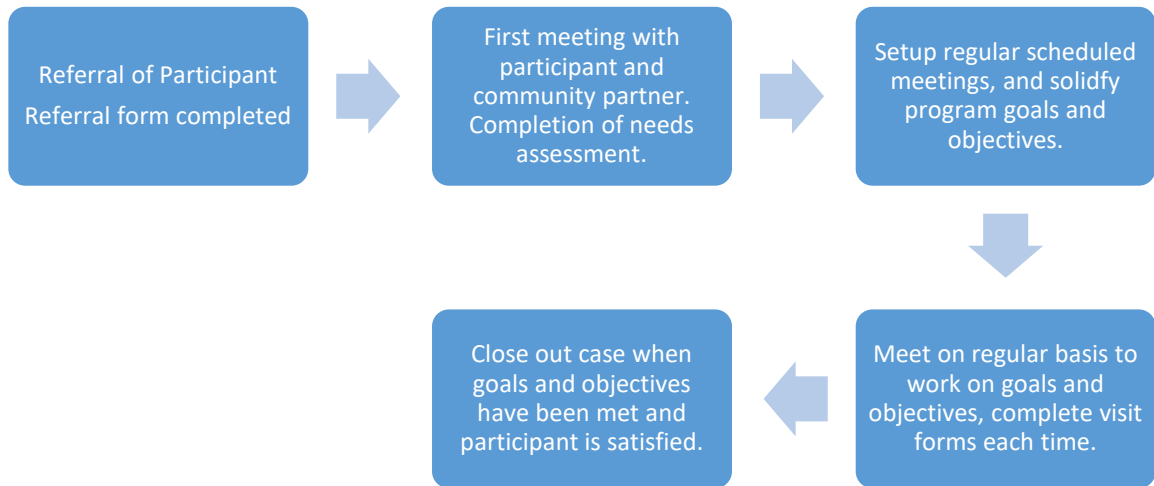 Referral of Participant
Referral form completed
First meeting with
participant and
community partner.
Completion of needs
assessment.
Setup regular scheduled
meetings, and solidfy
program goals and
objectives.
Meet on regular basis to
work on goals and
objectives, complete visit
forms each time.
Close out case when
goals and objectives
have been met and
participant is satisfied.